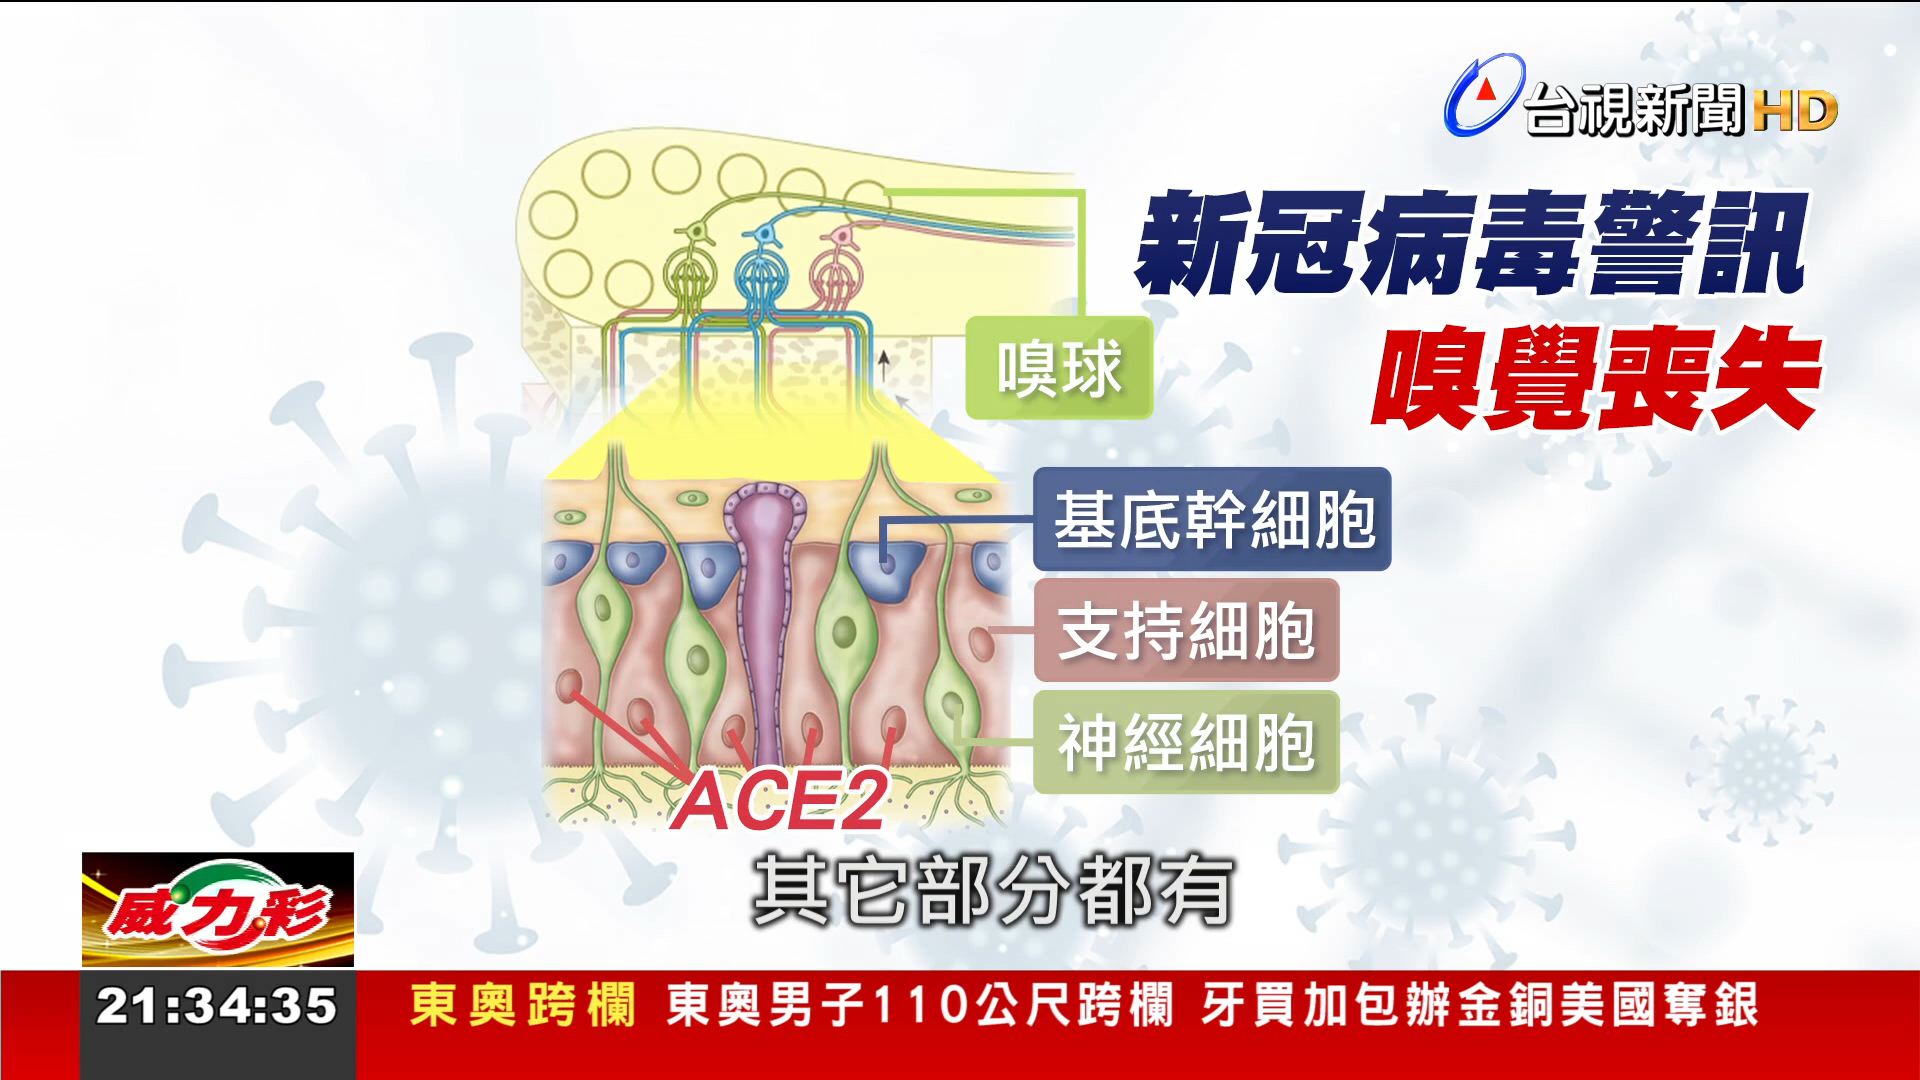 台視新聞HD
新冠病毒警訊
嗅覺喪失
嗅球
基底幹細胞
支持細胞
神經細胞
ACE2
其它部分都有
威力彩
21:34:35
東奧跨欄 東奧男子110公尺跨欄 牙買加包辦金銅美國奪銀